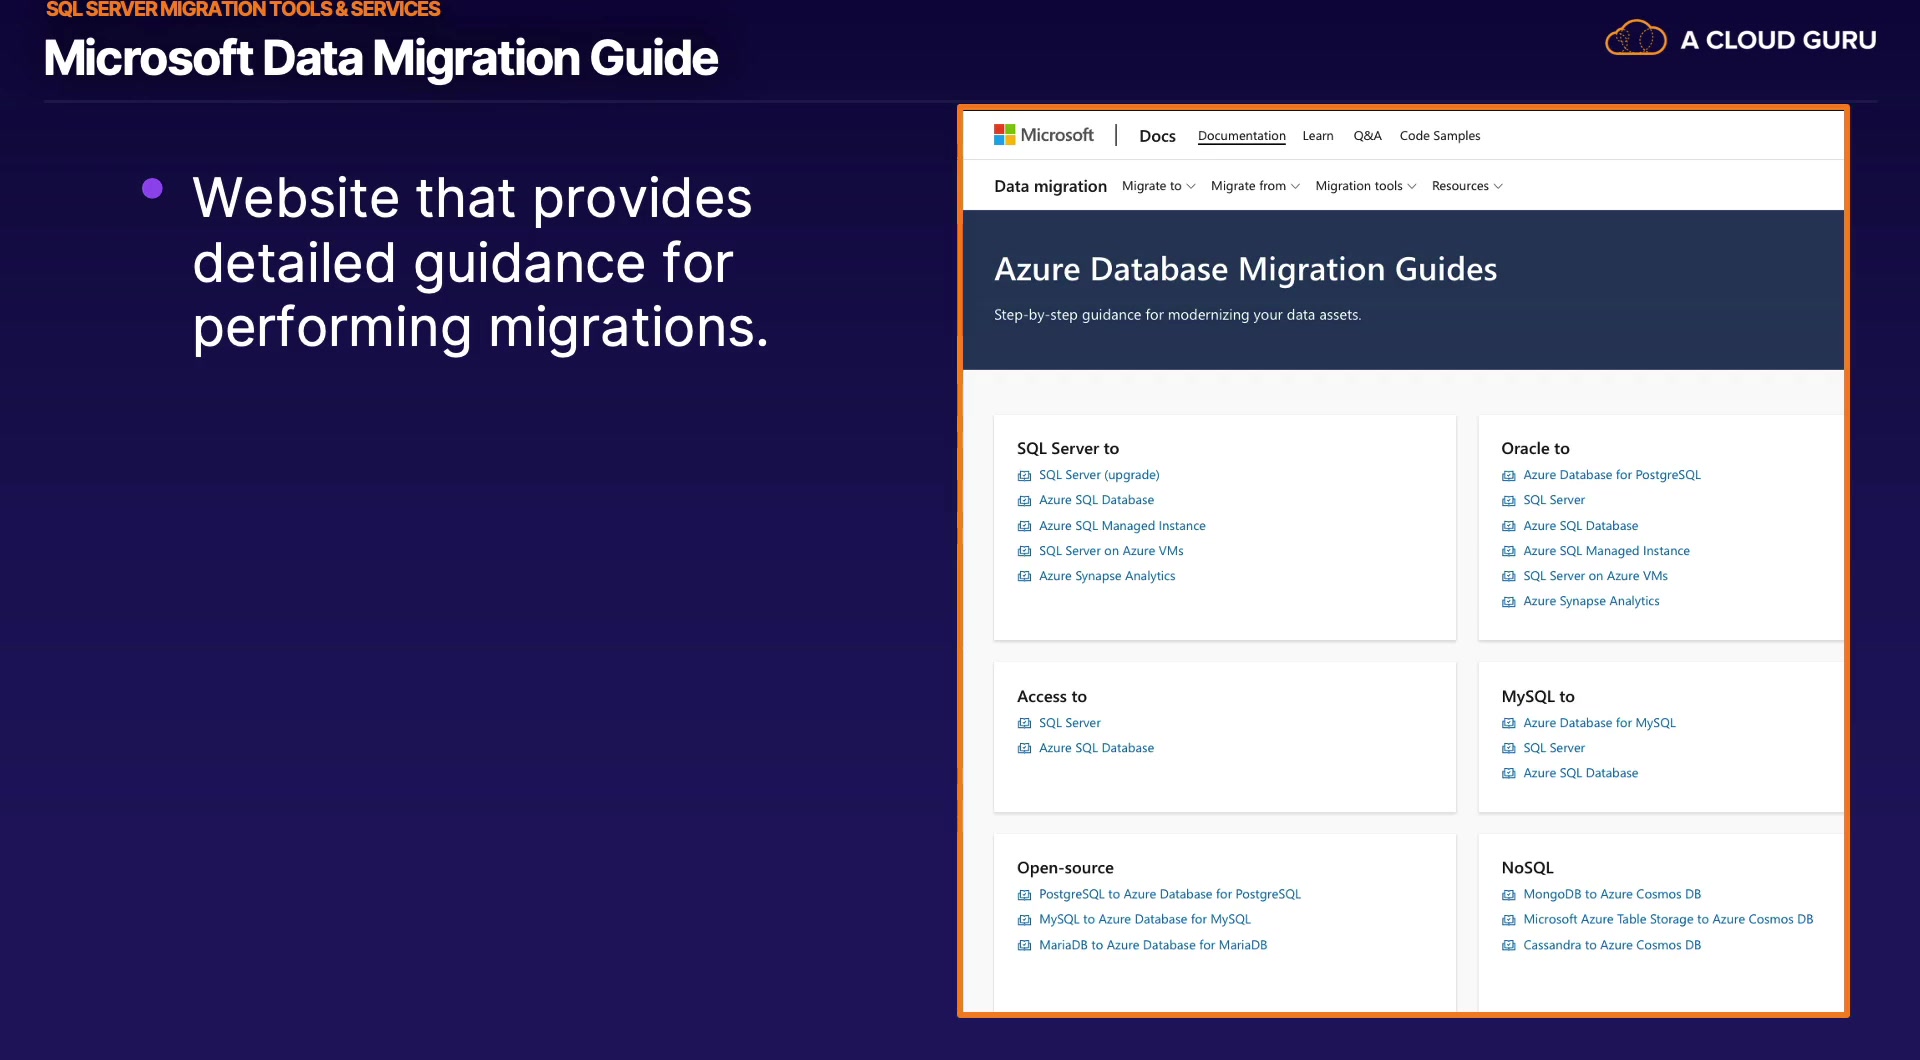 SQL SERVER MIGRATION TOOLS & SERVICES
Microsoft Data Migration Guide
A CLOUD GURU
Website that provides
detailed guidance for
performing migrations.
Microsoft Docs Documentation Learn Q&A Code Samples
Data migration Migrate to Migrate from Migration tools Resources
Azure Database Migration Guides
Step-by-step guidance for modernizing your data assets.
SQL Server to
SQL Server (upgrade)
Azure SQL Database
Azure SQL Managed Instance
SQL Server on Azure VMs
Azure Synapse Analytics
Oracle to
Azure Database for PostgreSQL
SQL Server
Azure SQL Database
Azure SQL Managed Instance
SQL Server on Azure VMs
Azure Synapse Analytics
Access to
SQL Server
Azure SQL Database
MySQL to
Azure Database for MySQL
SQL Server
Azure SQL Database
Open-source
PostgreSQL to Azure Database for PostgreSQL
MySQL to Azure Database for MySQL
MariaDB to Azure Database for MariaDB
NoSQL
MongoDB to Azure Cosmos DB
Microsoft Azure Table Storage to Azure Cosmos DB
Cassandra to Azure Cosmos DB